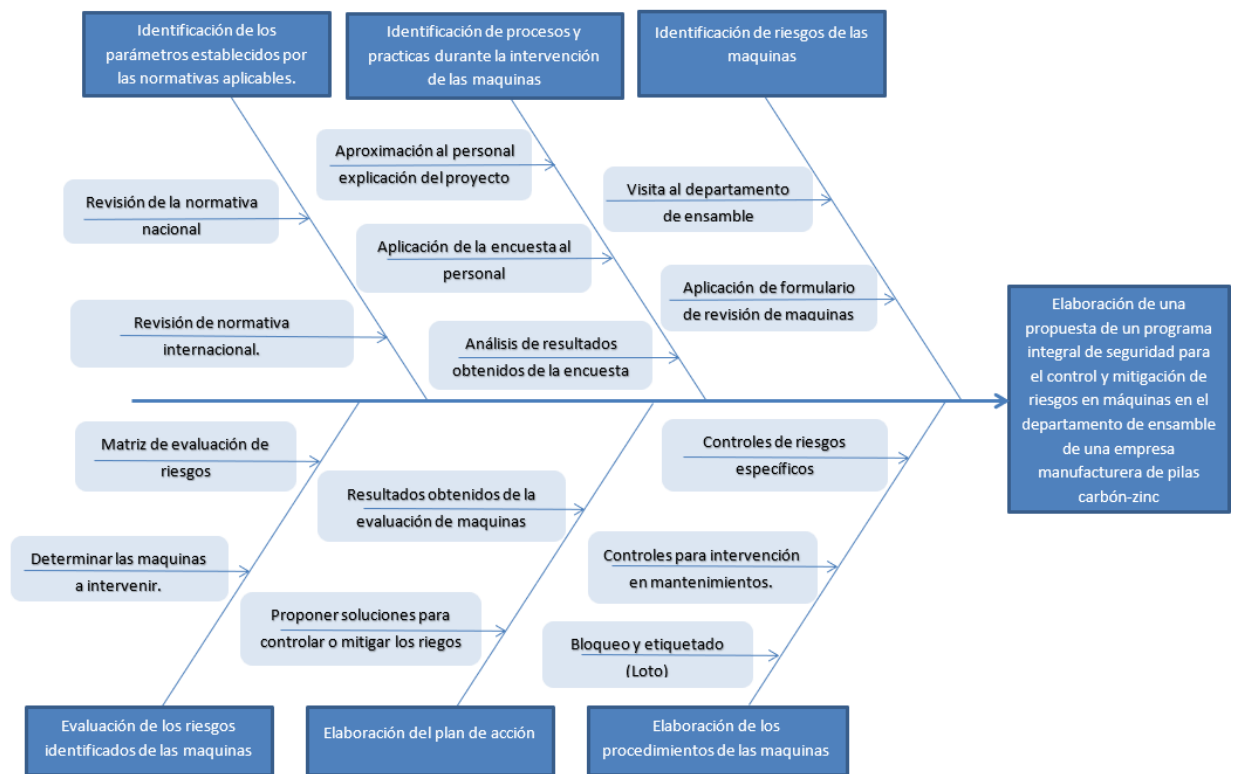 Identificación de los
parámetros establecidos por
las normativas aplicables.
Identificación de procesos y
practicas durante la intervención
de las maquinas
Identificación de riesgos de las
maquinas
Revisión de la normativa
nacional
Revisión de normativa
internacional.
Aproximación al personal
explicación del proyecto
Aplicación de la encuesta al
personal
Análisis de resultados
obtenidos de la encuesta
Visita al departamento
de ensamble
Aplicación de formulario
de revisión de maquinas
Elaboración de una
propuesta de un programa
integral de seguridad para
el control y mitigación de
riesgos en máquinas en el
departamento de ensamble
de una empresa
manufacturera de pilas
carbón-zinc
Matriz de evaluación de
riesgos
Determinar las maquinas
a intervenir.
Resultados obtenidos de la
evaluación de maquinas
Proponer soluciones para
controlar o mitigar los riegos
Controles de riesgos
específicos
Controles para intervención
en mantenimientos.
Bloqueo y etiquetado
(Loto)
Evaluación de los riesgos
identificados de las maquinas
Elaboración del plan de acción
Elaboración de los
procedimientos de las maquinas